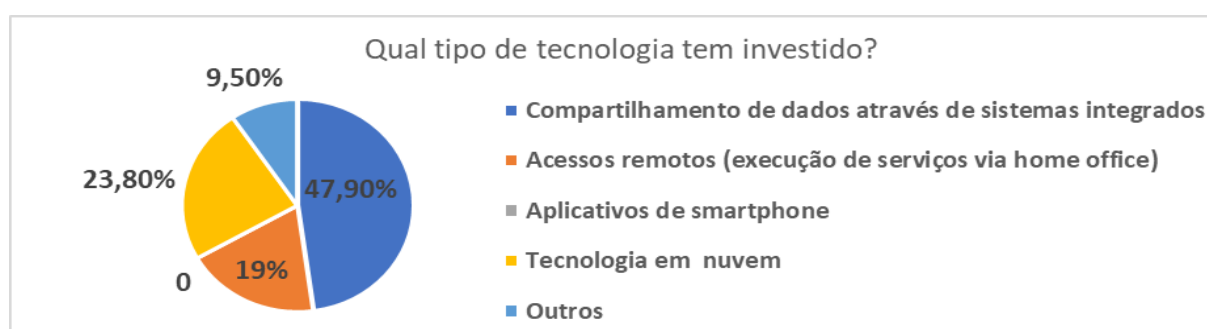 Qual tipo de tecnologia tem investido?
9,50%
23,80%
47,90%
0
19%
Compartilhamento de dados através de sistemas integrados
Acessos remotos (execução de serviços via home office)
Aplicativos de smartphone
Tecnologia em nuvem
Outros